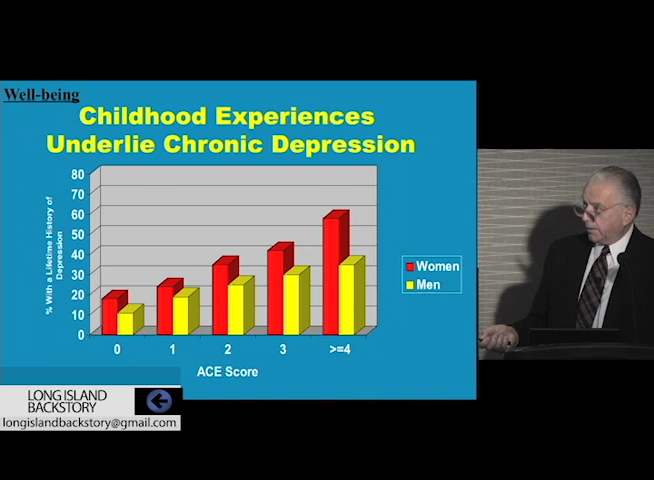 Well-being
Childhood Experiences
Underlie Chronic Depression
% With a Lifetime History of
Depression
80
70
60
50
40
30
20
10
0
0 1 2 3 >=4
ACE Score
Women
Men
LONG ISLAND
BACKSTORY
longislandbackstory@gmail.com